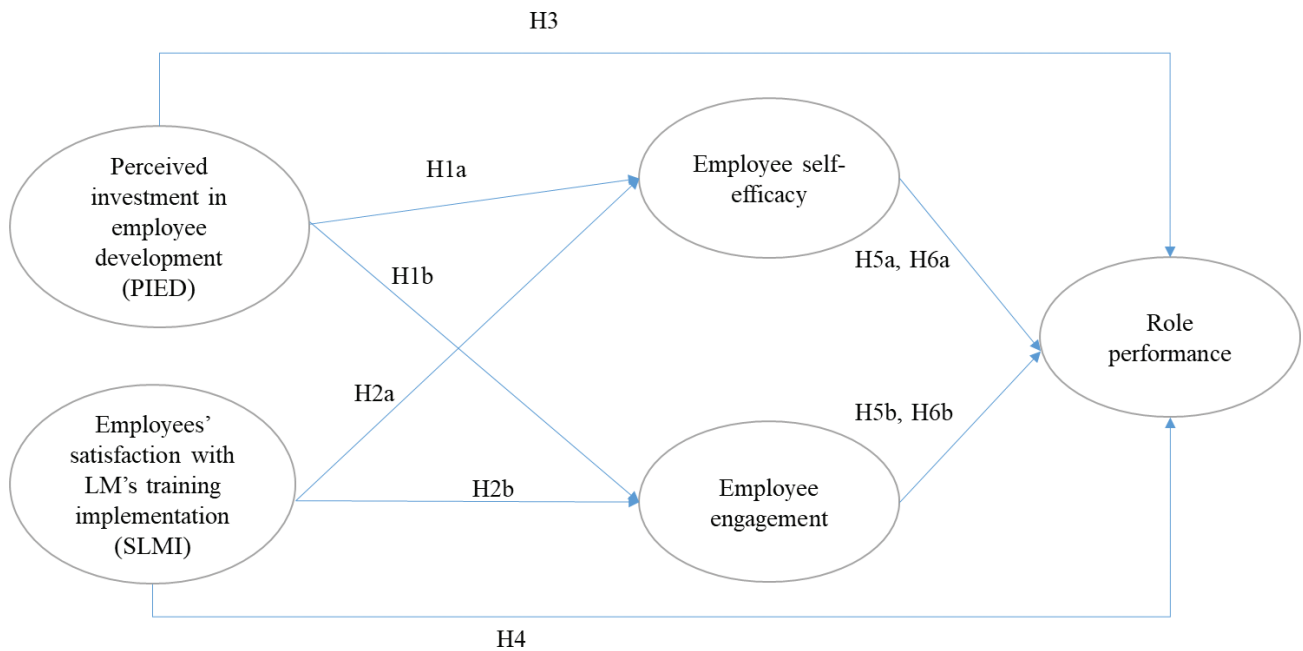 H3
Perceived
investment in
employee
development
(PIED)
H1a
Employee self-
efficacy
H1b
H5a, H6a
Role
performance
H2a
Employees’
satisfaction with
LM’s training
implementation
(SLMI)
H5b, H6b
H2b
Employee
engagement
H4